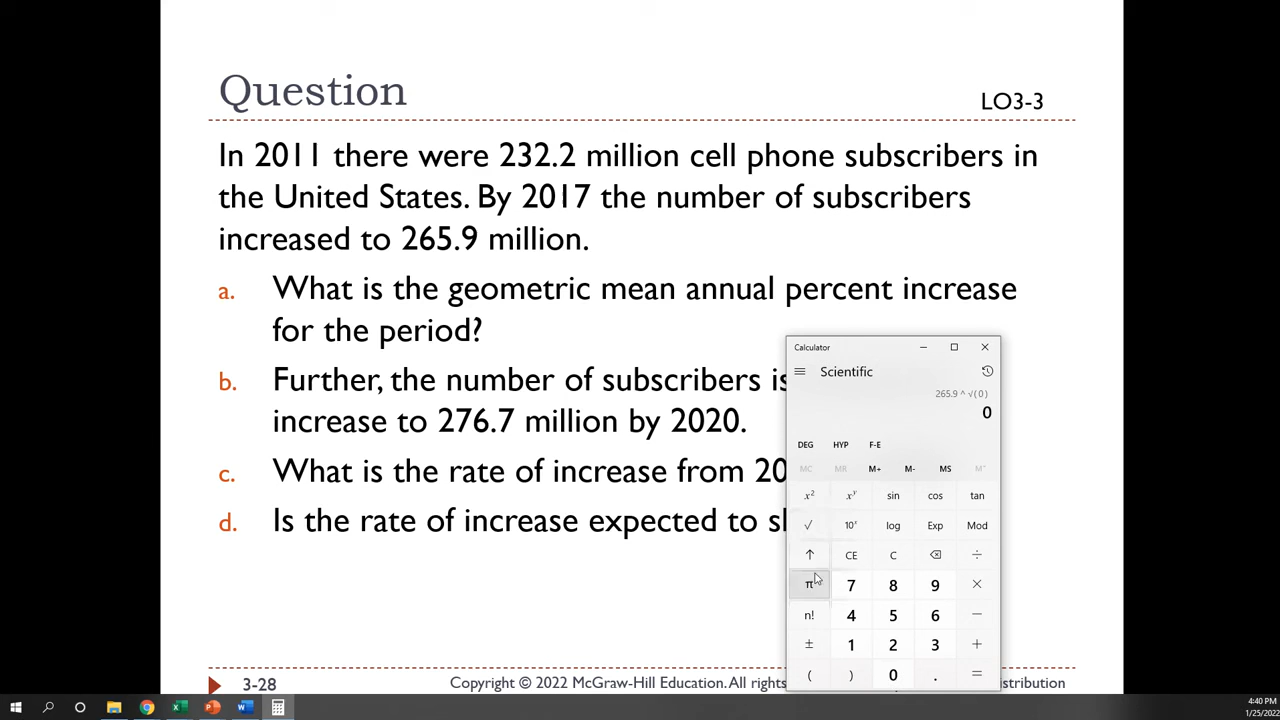 Question
LO3-3
In 2011 there were 232.2 million cell phone subscribers in
the United States. By 2017 the number of subscribers
increased to 265.9 million.
a. What is the geometric mean annual percent increase
for the period?
b. Further, the number of subscribers is
increase to 276.7 million by 2020.
c. What is the rate of increase from 20
d. Is the rate of increase expected to sl
3-28
Copyright © 2022 McGraw-Hill Education. All rights
distribution
Calculator
Scientific
265.9 ^ √( 0 )
0
DEG HYP F-E
MC MR M+ M- MS M˅
x² xʸ sin cos tan
√ 10ˣ log Exp Mod
↑ CE C ÷
π 7 8 9 ×
n! 4 5 6 −
± 1 2 3 +
( ) 0 . =
4:40 PM
1/25/2022